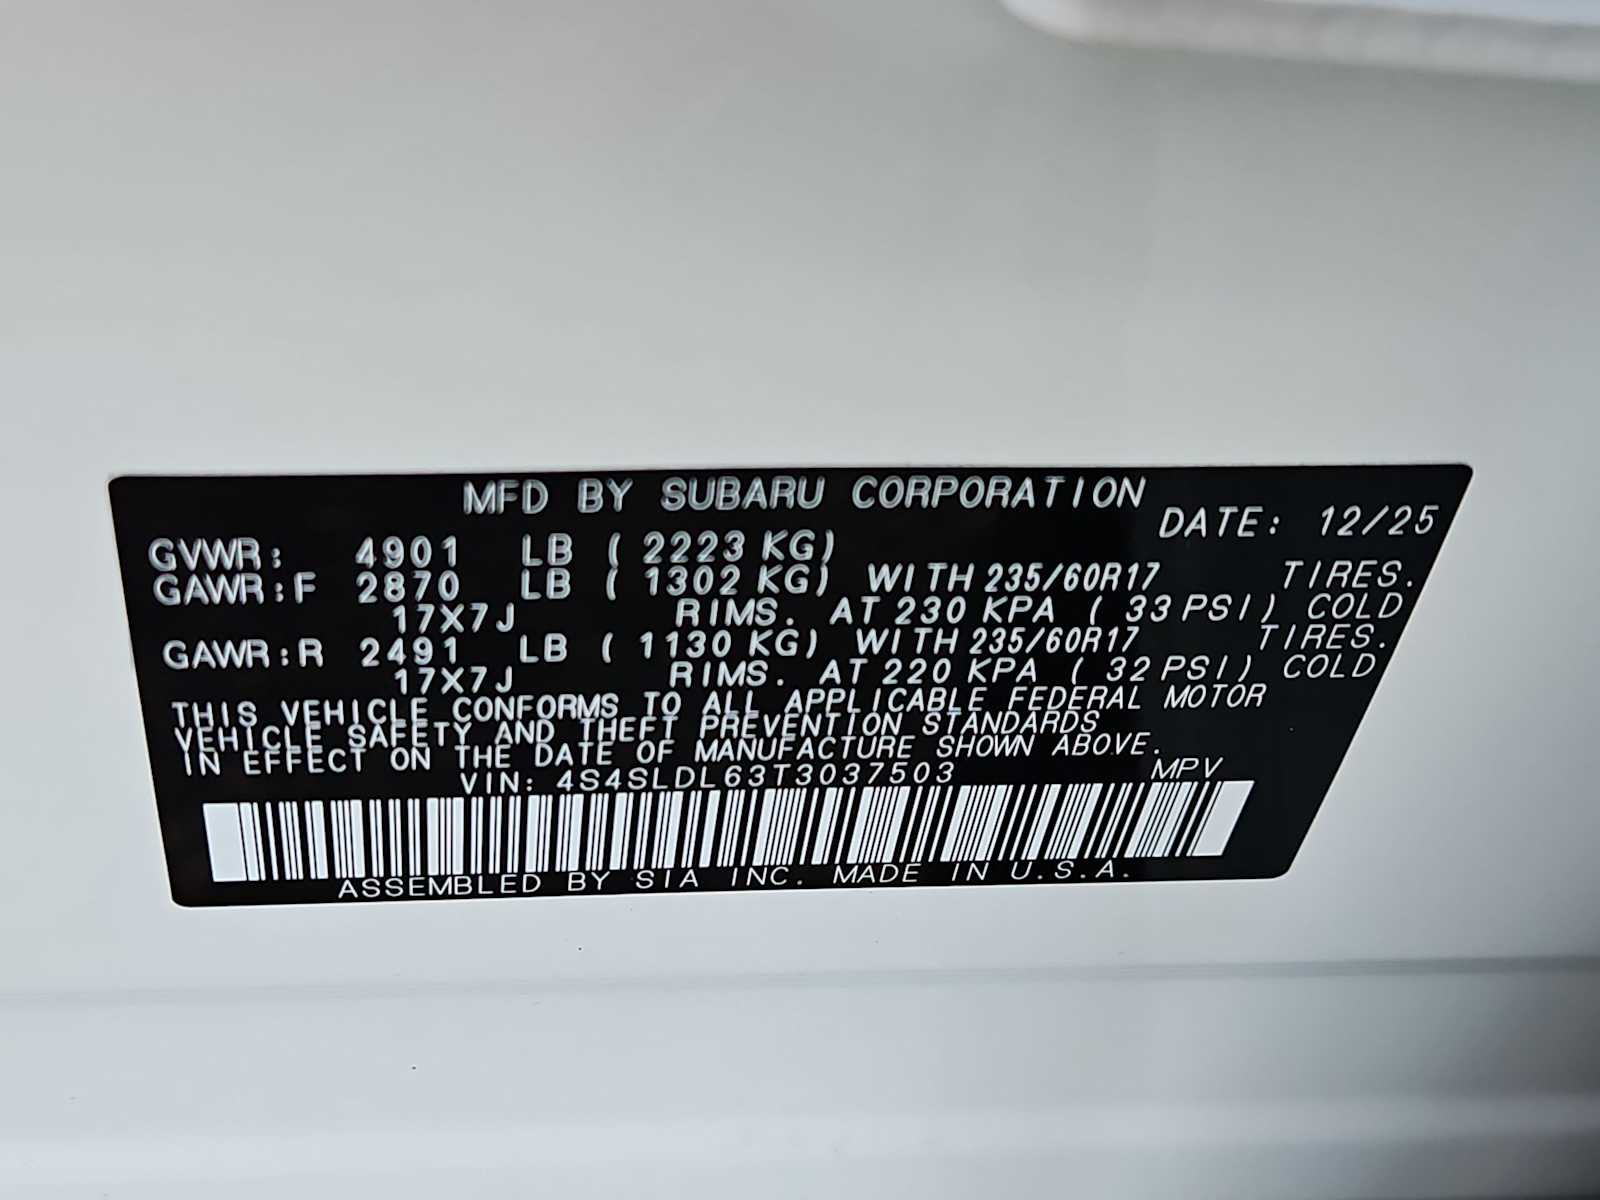 MFD BY SUBARU CORPORATION
DATE: 12/25
GVWR: 4901 LB ( 2223 KG)
GAWR:F 2870 LB ( 1302 KG) WITH 235/60R17 TIRES.
17X7J RIMS. AT 230 KPA ( 33 PSI) COLD
GAWR:R 2491 LB ( 1130 KG) WITH 235/60R17 TIRES.
17X7J RIMS. AT 220 KPA ( 32 PSI) COLD
THIS VEHICLE CONFORMS TO ALL APPLICABLE FEDERAL MOTOR
VEHICLE SAFETY AND THEFT PREVENTION STANDARDS
IN EFFECT ON THE DATE OF MANUFACTURE SHOWN ABOVE.
VIN: 4S4SLDL63T3037503 MPV
ASSEMBLED BY SIA INC. MADE IN U.S.A.